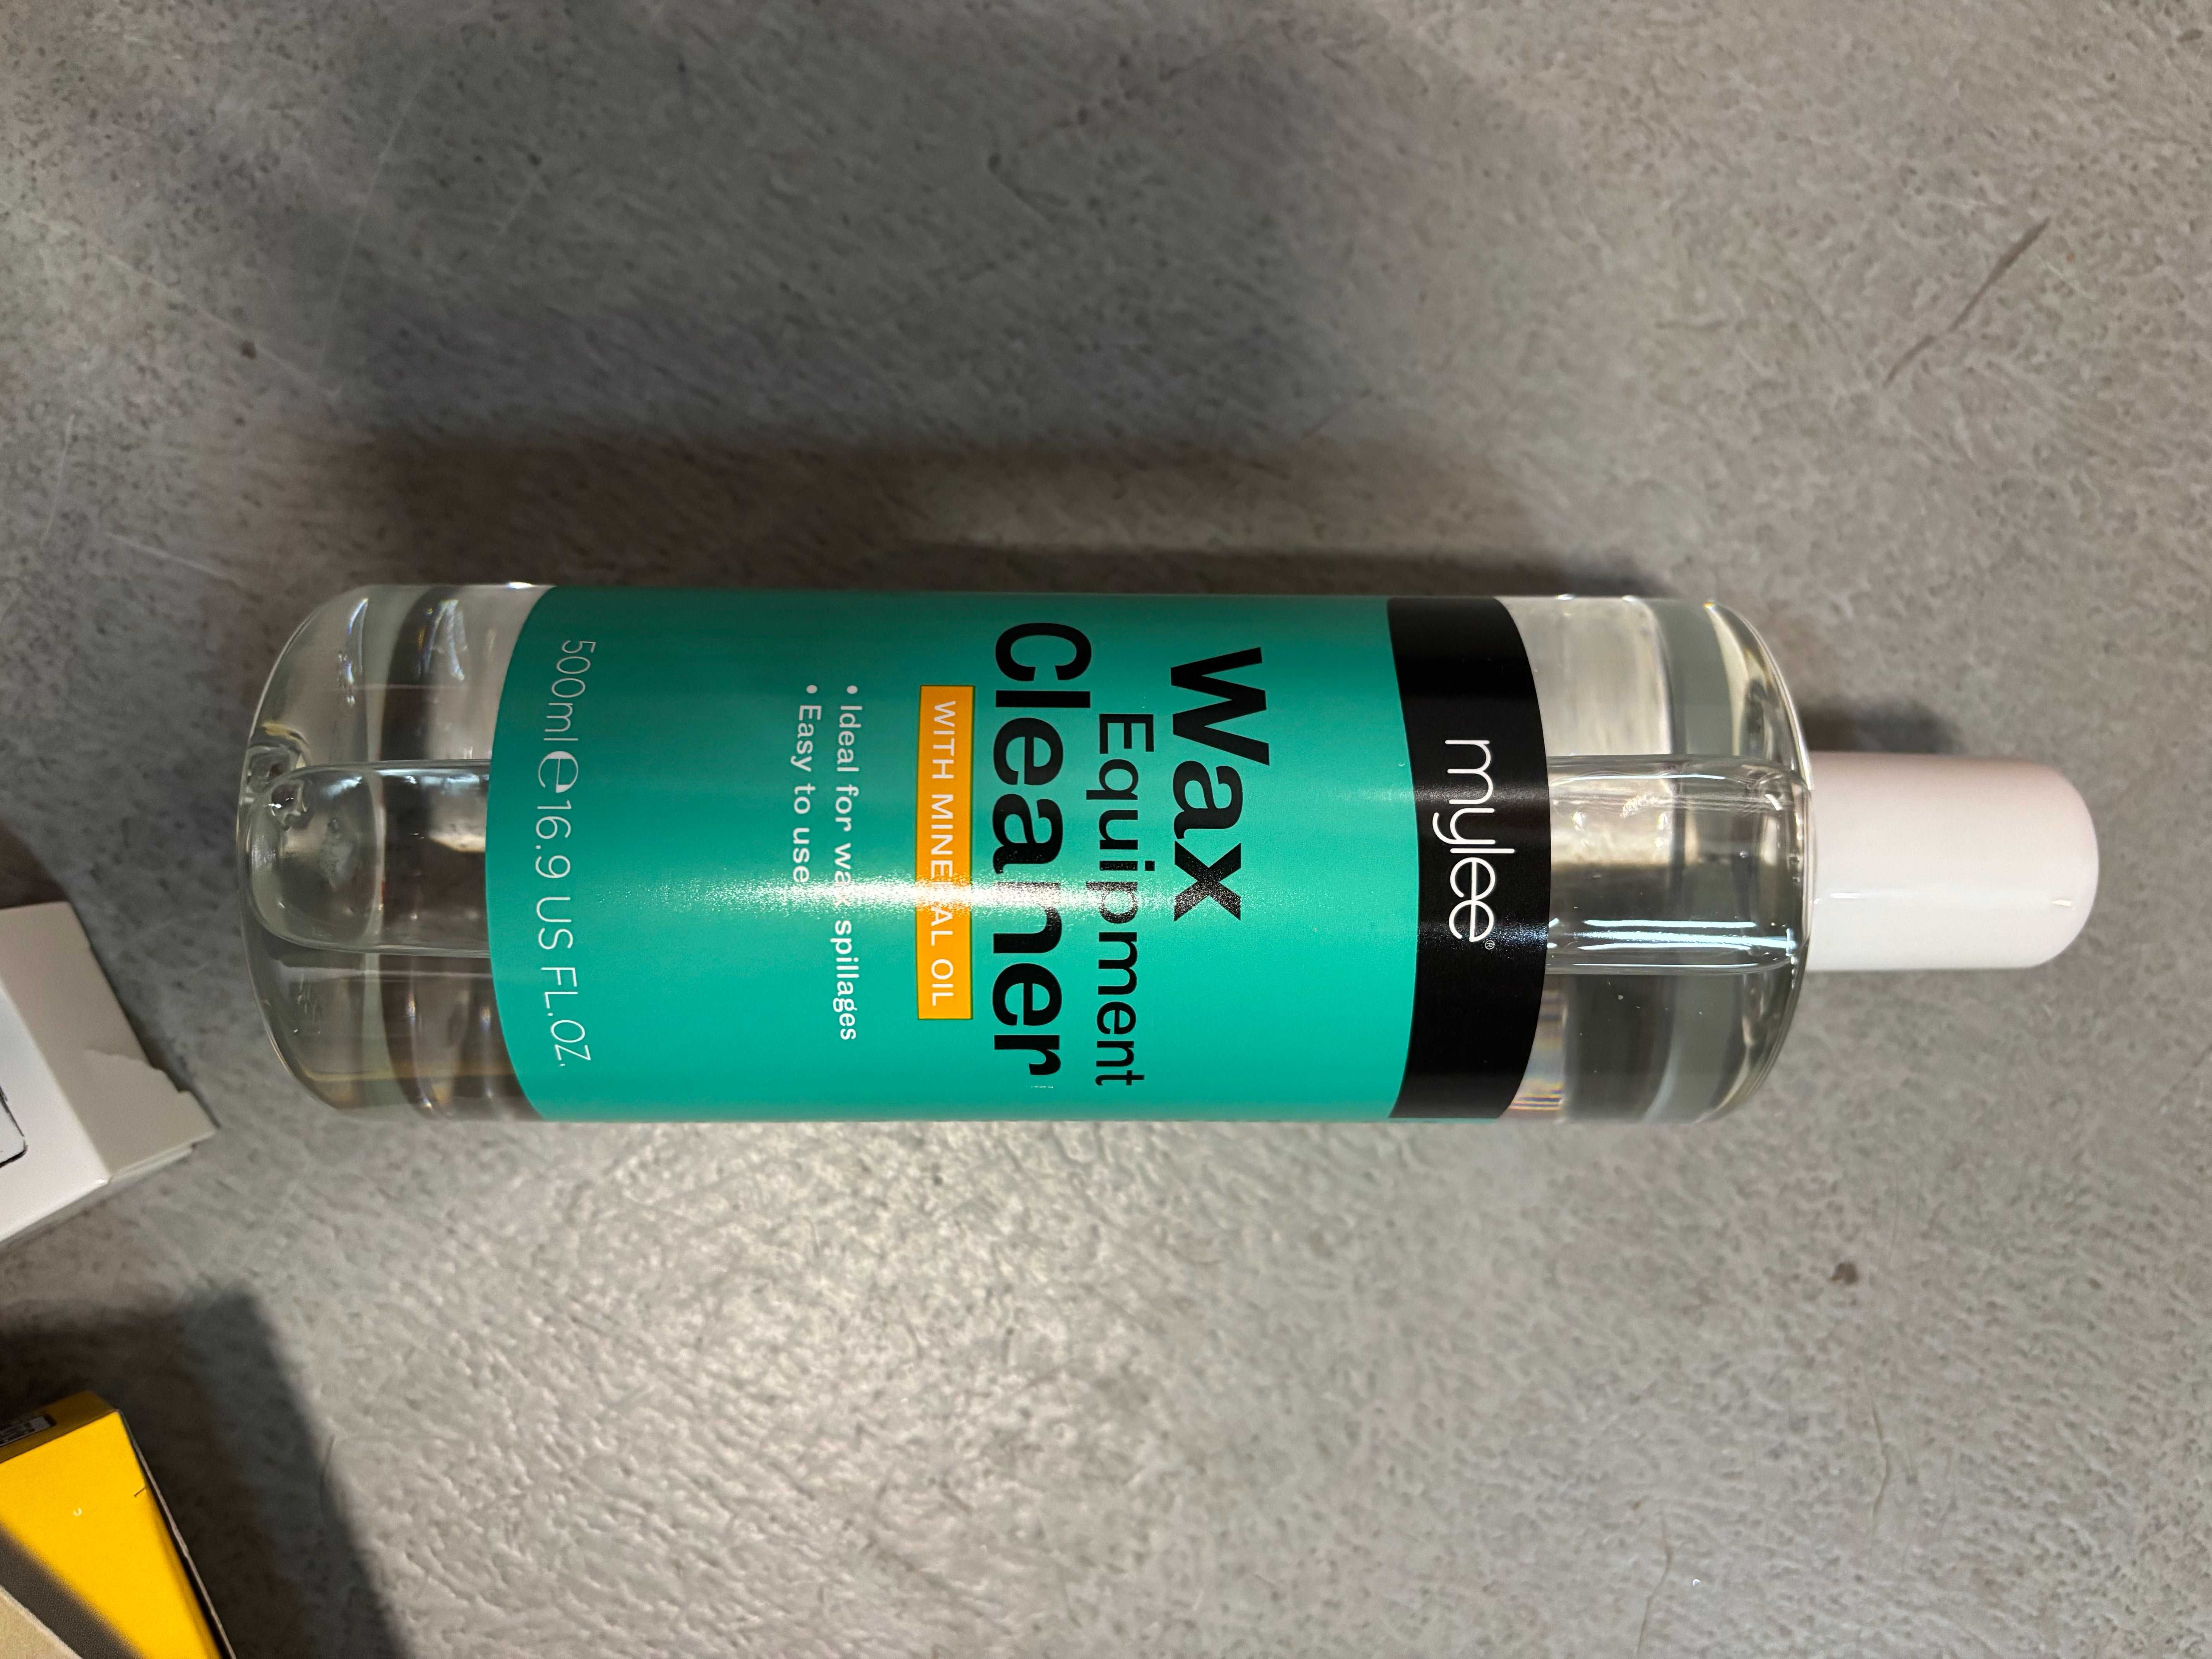 mylee®
Wax
Equipment
Cleaner
WITH MINERAL OIL
• Ideal for wax spillages
• Easy to use
500ml ℮ 16.9 US FL.OZ.